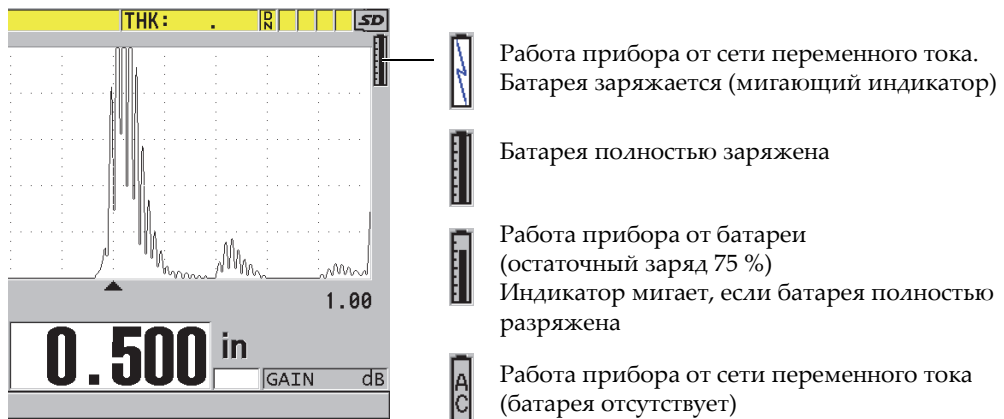 THK: . DN SD
1.00
0.500 in
GAIN dB
Работа прибора от сети переменного тока.
Батарея заряжается (мигающий индикатор)
Батарея полностью заряжена
Работа прибора от батареи
(остаточный заряд 75 %)
Индикатор мигает, если батарея полностью
разряжена
AC
Работа прибора от сети переменного тока
(батарея отсутствует)